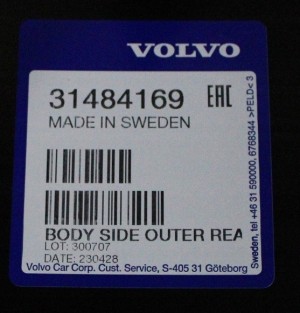 VOLVO
31484169 EAC
MADE IN SWEDEN
BODY SIDE OUTER REA
LOT: 300707
DATE: 230428
Volvo Car Corp. Cust. Service, S-405 31 Göteborg
Sweden, tel +46 31 590000, 6768344 >PELD< 3